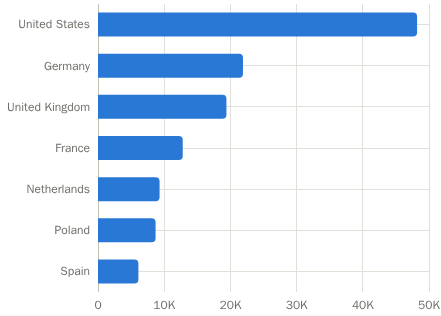 United States
Germany
United Kingdom
France
Netherlands
Poland
Spain
0 10K 20K 30K 40K 50K